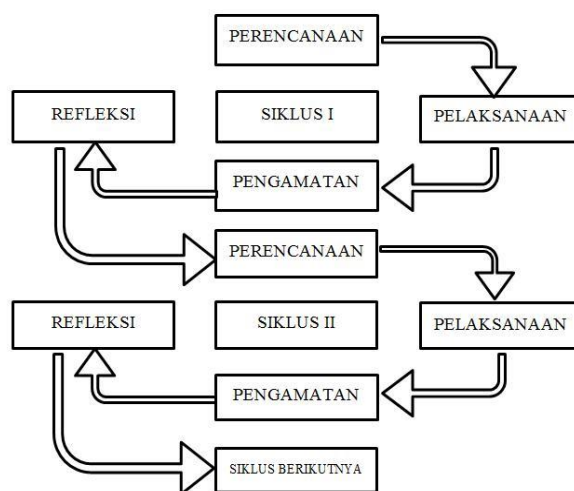 PERENCANAAN
REFLEKSI
SIKLUS I
PELAKSANAAN
PENGAMATAN
PERENCANAAN
REFLEKSI
SIKLUS II
PELAKSANAAN
PENGAMATAN
SIKLUS BERIKUTNYA